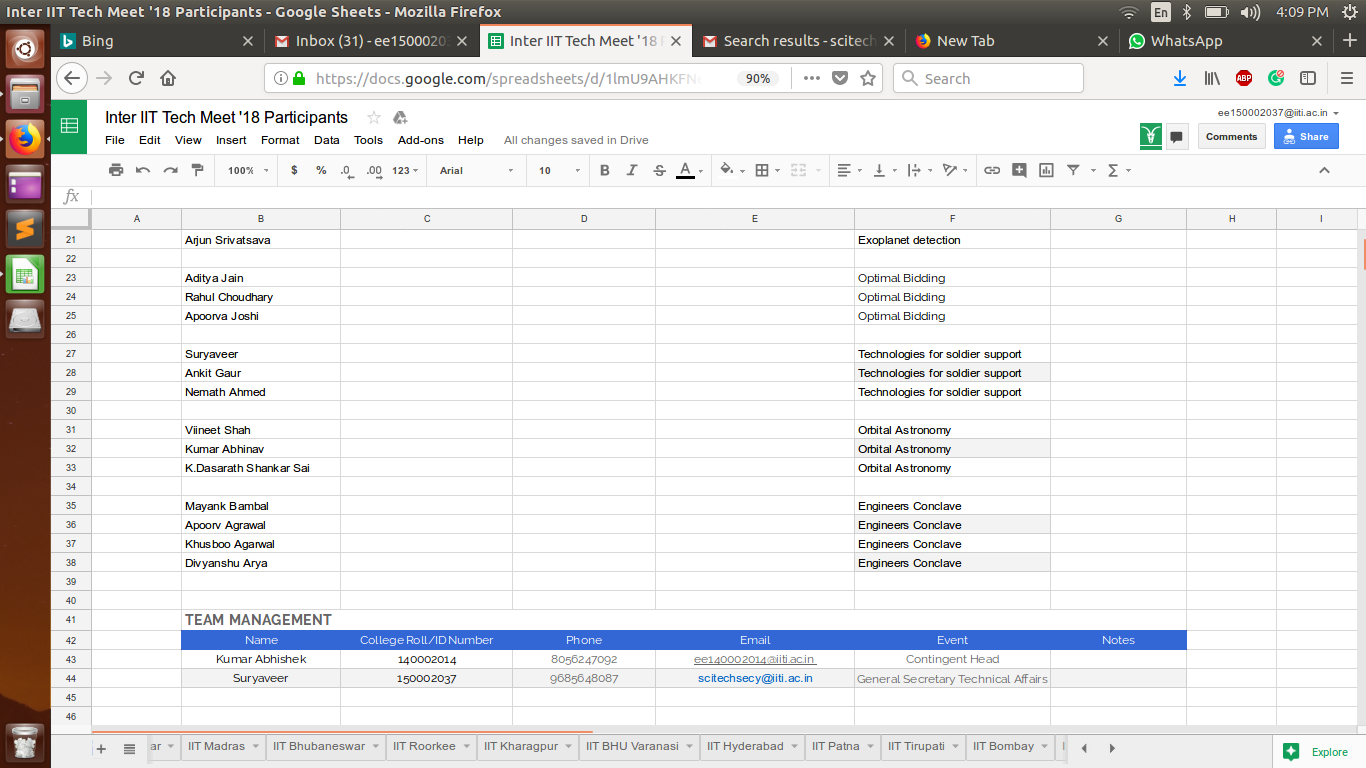 Inter IIT Tech Meet '18 Participants - Google Sheets - Mozilla Firefox
En 4:09 PM
Bing
Inbox (31) - ee15000203
Inter IIT Tech Meet '18
Search results - scitech
New Tab
WhatsApp
https://docs.google.com/spreadsheets/d/1lmU9AHKFN
90%
Search
ABP
Inter IIT Tech Meet '18 Participants
ee150002037@iiti.ac.in
File Edit View Insert Format Data Tools Add-ons Help All changes saved in Drive
Comments
Share
100% $ % .0 .00 123 Arial 10 B I S A
fx
A B C D E F G H I
21 Arjun Srivatsava Exoplanet detection
22
23 Aditya Jain Optimal Bidding
24 Rahul Choudhary Optimal Bidding
25 Apoorva Joshi Optimal Bidding
26
27 Suryaveer Technologies for soldier support
28 Ankit Gaur Technologies for soldier support
29 Nemath Ahmed Technologies for soldier support
30
31 Viineet Shah Orbital Astronomy
32 Kumar Abhinav Orbital Astronomy
33 K.Dasarath Shankar Sai Orbital Astronomy
34
35 Mayank Bambal Engineers Conclave
36 Apoorv Agrawal Engineers Conclave
37 Khusboo Agarwal Engineers Conclave
38 Divyanshu Arya Engineers Conclave
39
40
41 TEAM MANAGEMENT
42 Name College Roll/ID Number Phone Email Event Notes
43 Kumar Abhishek 140002014 8056247092 ee140002014@iiti.ac.in Contingent Head
44 Suryaveer 150002037 9685648087 scitechsecy@iiti.ac.in General Secretary Technical Affairs
45
46
ar IIT Madras IIT Bhubaneswar IIT Roorkee IIT Kharagpur IIT BHU Varanasi IIT Hyderabad IIT Patna IIT Tirupati IIT Bombay
Explore